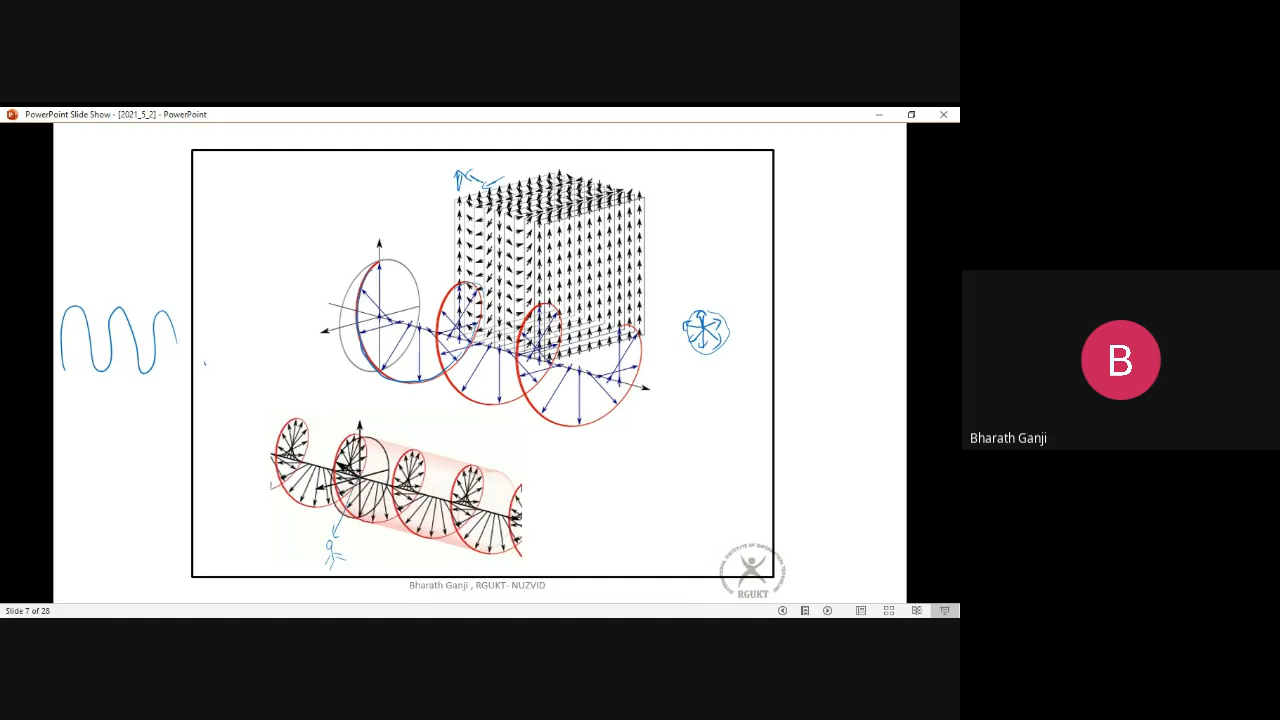 PowerPoint Slide Show - [2021_5_2] - PowerPoint
B
Bharath Ganji
RGUKT
Bharath Ganji , RGUKT- NUZVID
Slide 7 of 28